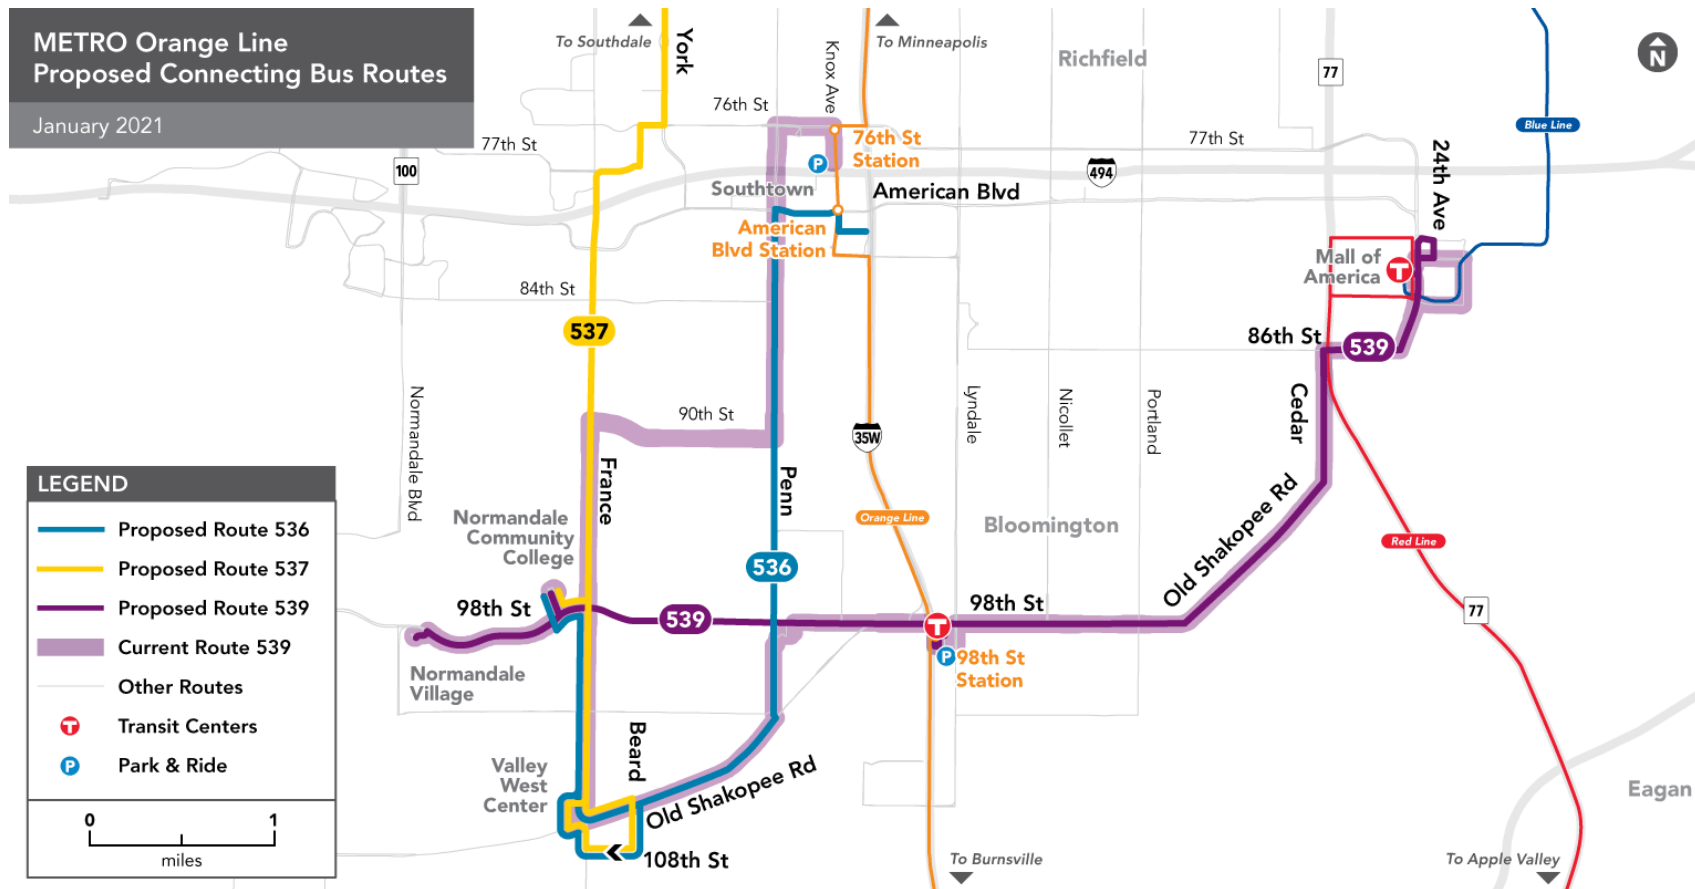 METRO Orange Line
Proposed Connecting Bus Routes
January 2021
To Southdale
York
Knox Ave
To Minneapolis
Richfield
77
N
Blue Line
76th St
77th St
100
76th St
Station
P
77th St
24th Ave
494
Southtown
American Blvd
American
Blvd Station
Mall of
America
T
84th St
537
86th St
539
Normandale Blvd
90th St
35W
Lyndale
Nicollet
Portland
Cedar
France
Penn
Orange Line
Bloomington
Old Shakopee Rd
Red Line
Normandale
Community
College
536
98th St
539
98th St
T
77
P
98th St
Station
Normandale
Village
Beard
Valley
West
Center
Old Shakopee Rd
108th St
Eagan
To Burnsville
To Apple Valley
LEGEND
Proposed Route 536
Proposed Route 537
Proposed Route 539
Current Route 539
Other Routes
T Transit Centers
P Park & Ride
0 1
miles